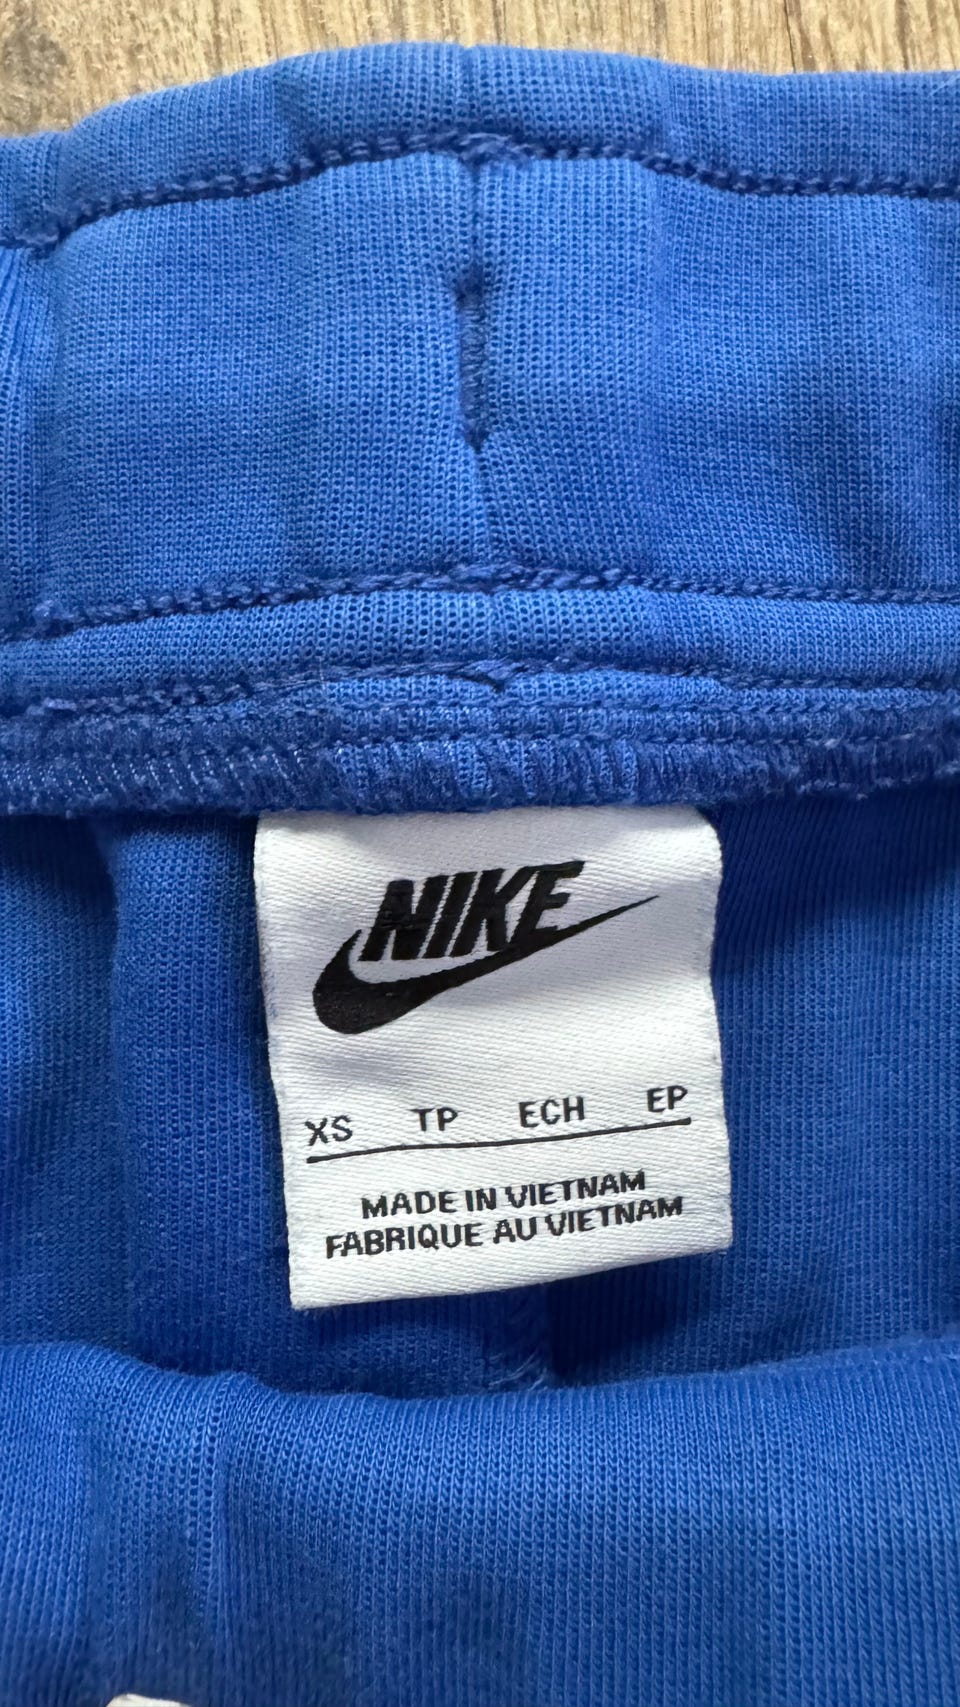 NIKE
XS TP ECH EP
MADE IN VIETNAM
FABRIQUE AU VIETNAM